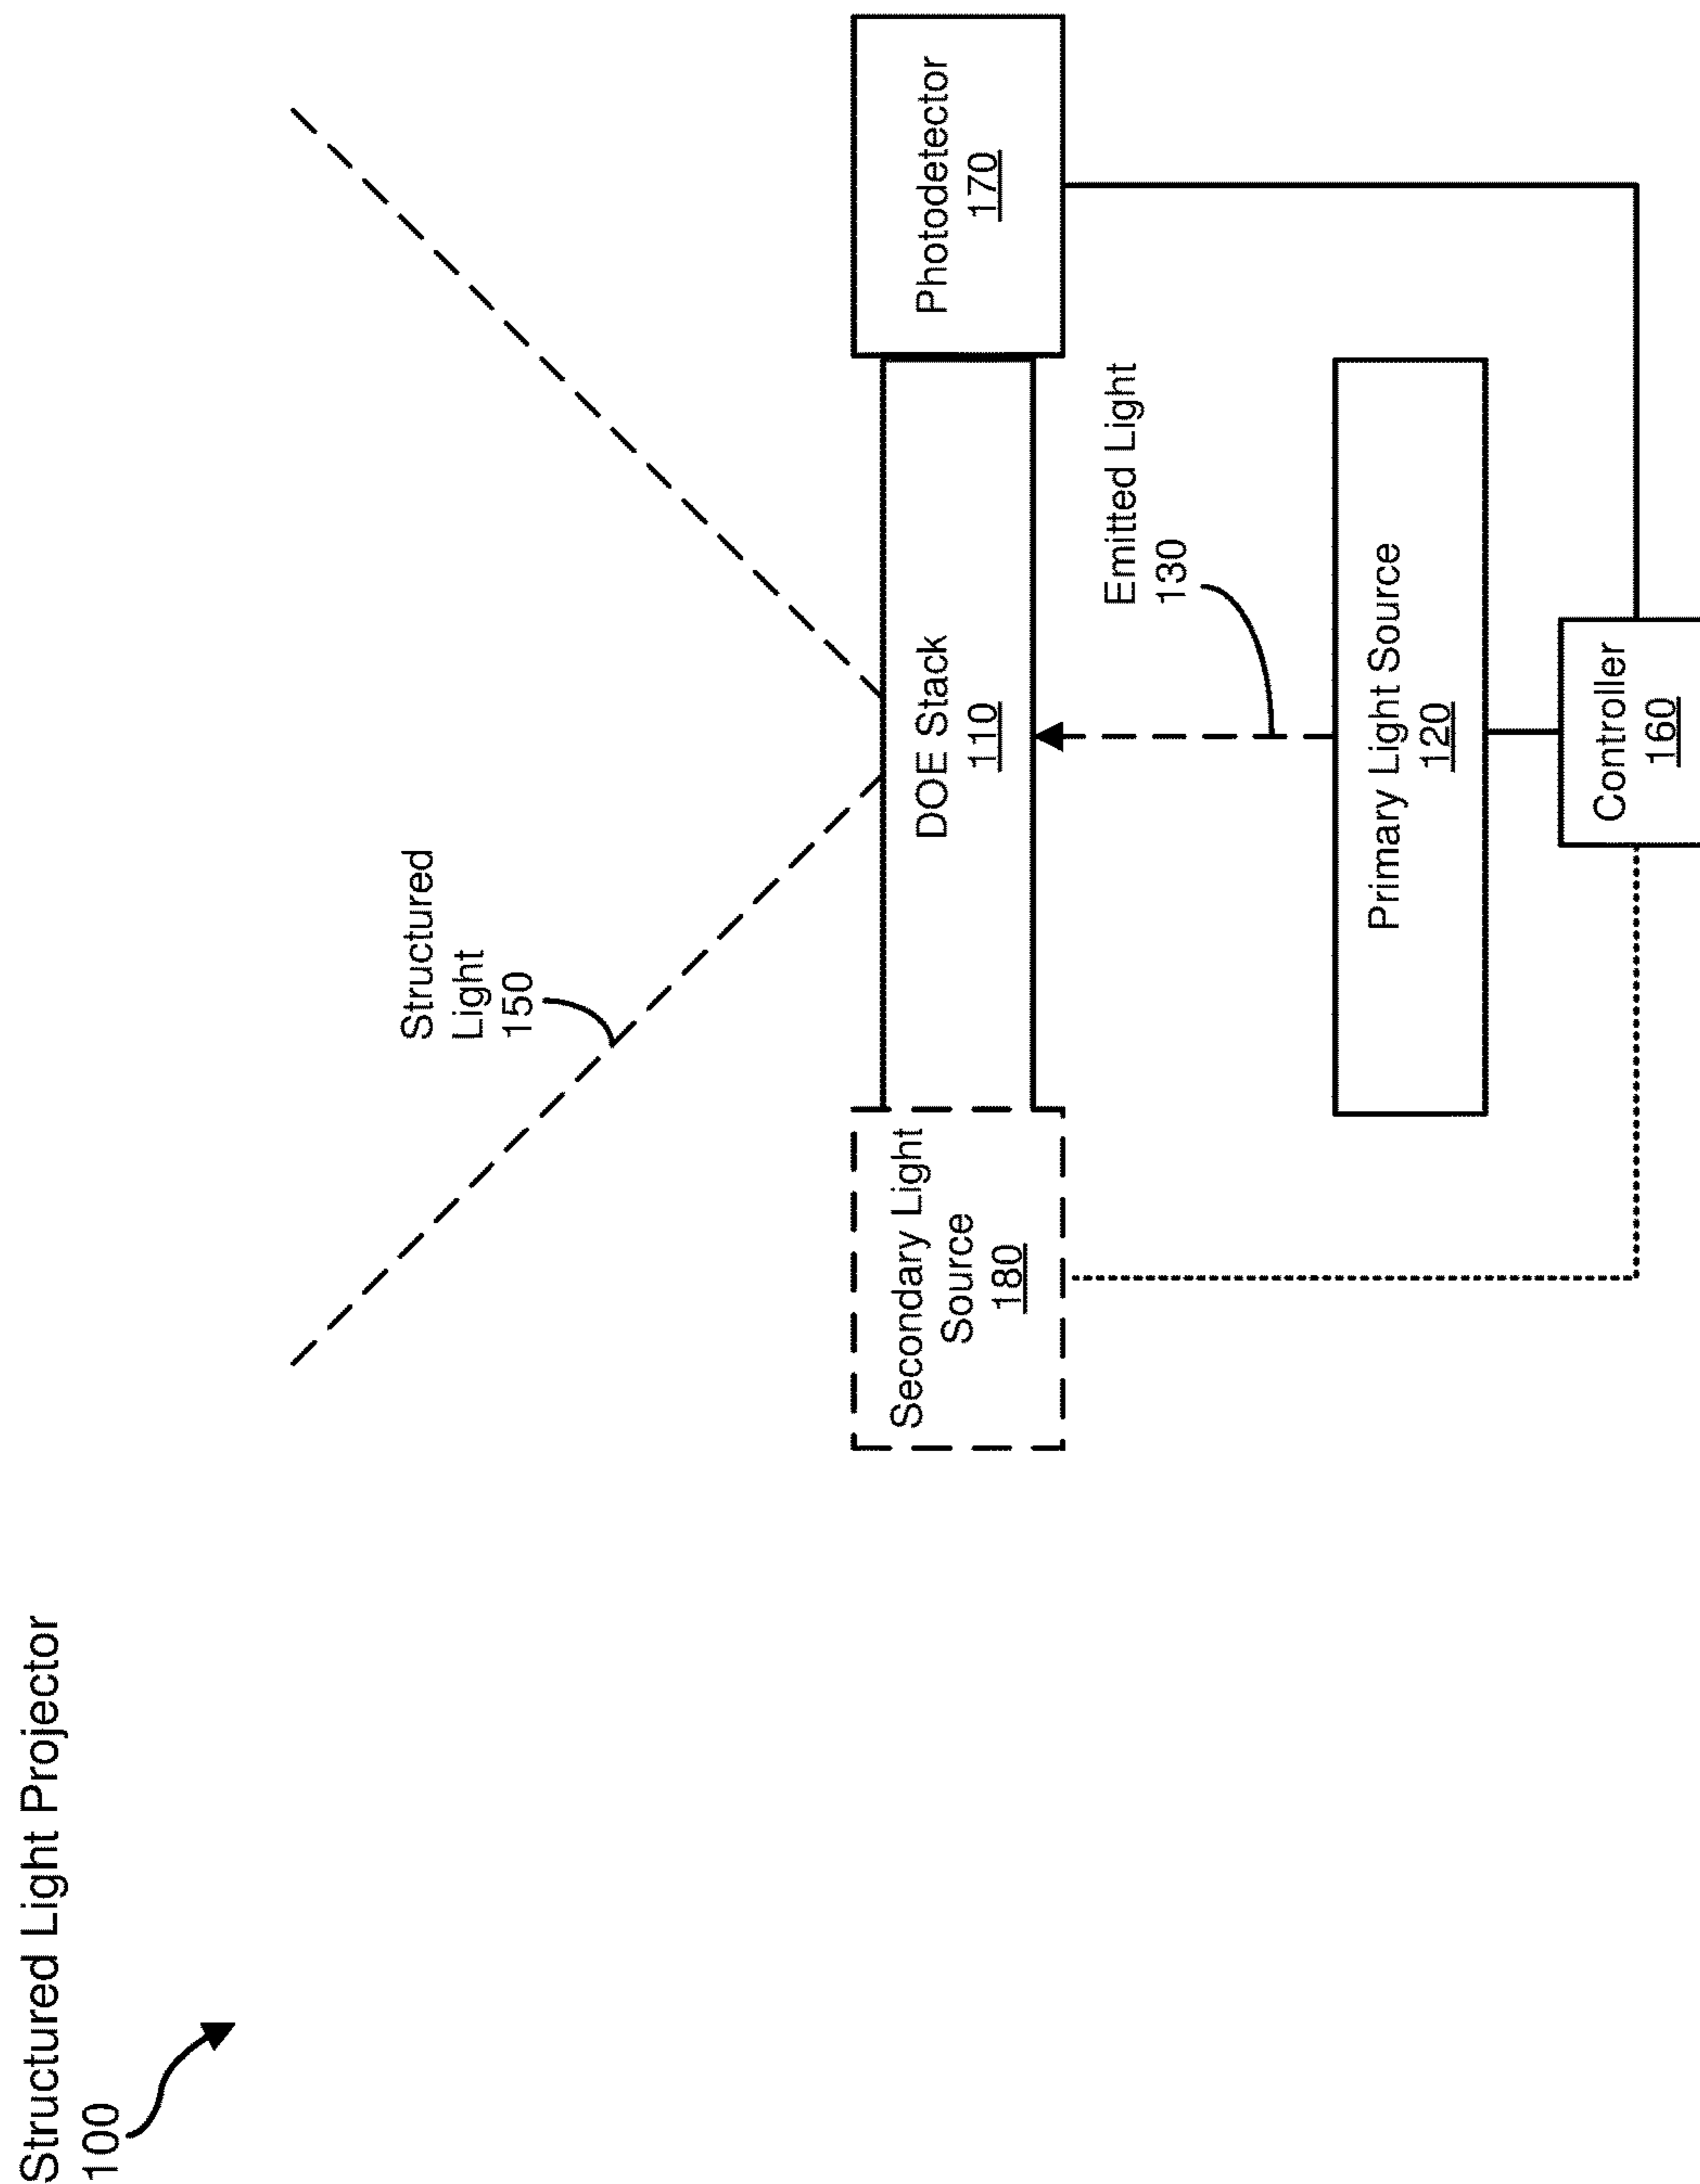 Structured Light Projector
100
Structured
Light
150
Secondary Light
Source
180
DOE Stack
110
Photodetector
170
Emitted Light
130
Primary Light Source
120
Controller
160